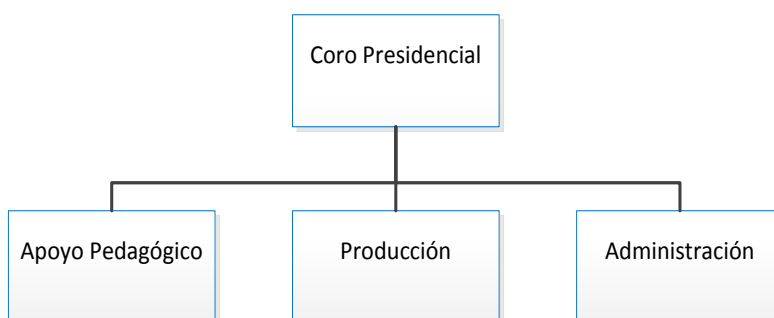 Coro Presidencial
Apoyo Pedagógico
Producción
Administración